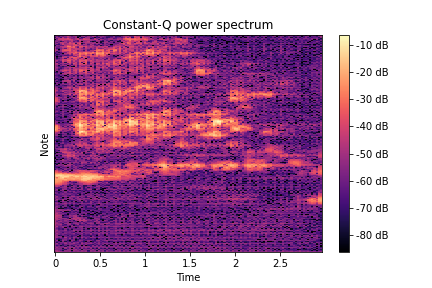 Constant-Q power spectrum
Note
-10 dB
-20 dB
-30 dB
-40 dB
-50 dB
-60 dB
-70 dB
-80 dB
0 0.5 1 1.5 2 2.5
Time